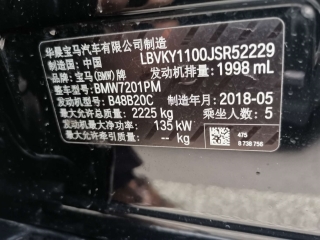 华晨宝马汽车有限公司制造
制造国: 中国 LBVKY1100JSR52229
品牌: 宝马(BMW)牌 发动机排量: 1998 mL
整车型号: BMW7201PM
发动机型号: B48B20C 制造年月: 2018-05
最大允许总质量: 2225 kg 乘坐人数: 5
发动机最大净功率: 135 kW
最大允许牵引质量: -- kg
475
8 738 756